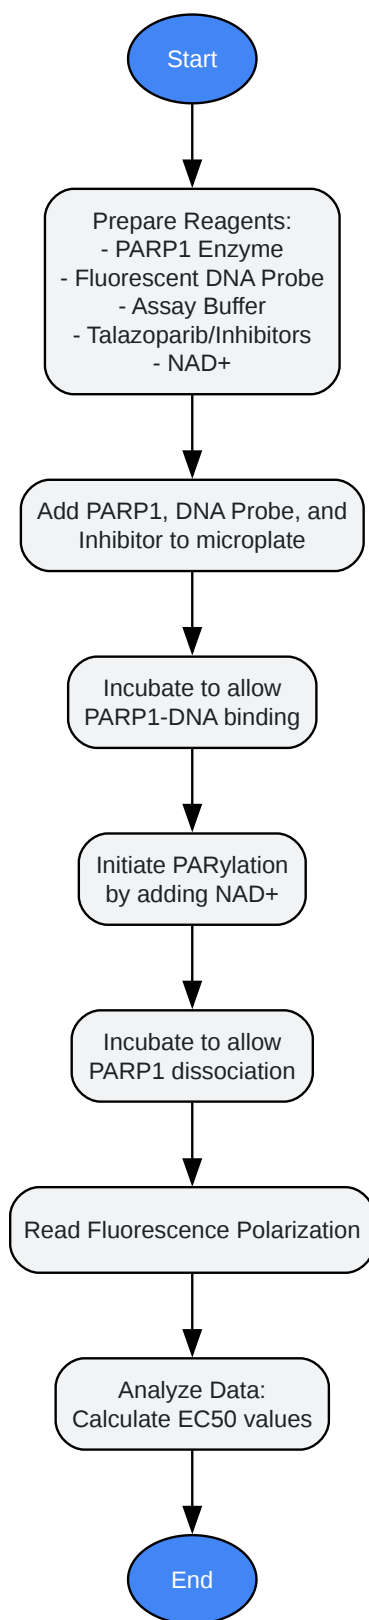 Start
Prepare Reagents:
- PARP1 Enzyme
- Fluorescent DNA Probe
- Assay Buffer
- Talazoparib/Inhibitors
- NAD+
Add PARP1, DNA Probe, and
Inhibitor to microplate
Incubate to allow
PARP1-DNA binding
Initiate PARylation
by adding NAD+
Incubate to allow
PARP1 dissociation
Read Fluorescence Polarization
Analyze Data:
Calculate EC50 values
End